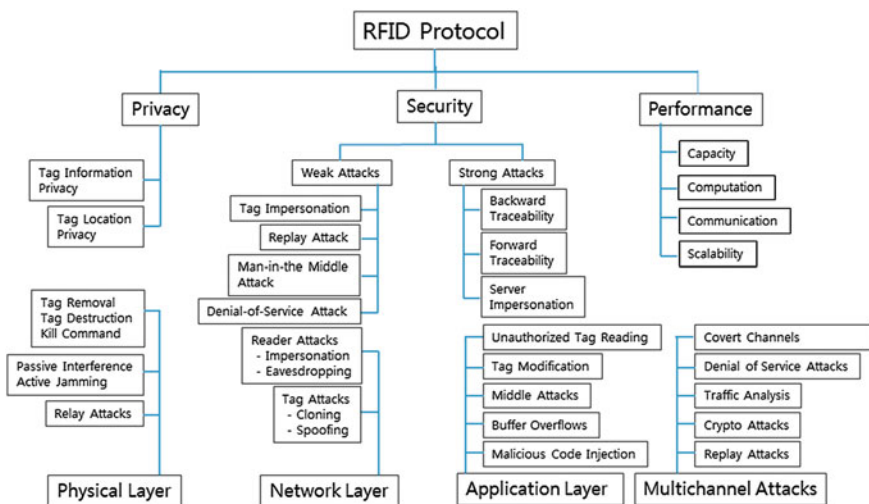 RFID Protocol
Privacy
Security
Performance
Tag Information
Privacy
Tag Location
Privacy
Weak Attacks
Tag Impersonation
Replay Attack
Man-in-the Middle
Attack
Denial-of-Service Attack
Strong Attacks
Backward
Traceability
Forward
Traceability
Server
Impersonation
Capacity
Computation
Communication
Scalability
Tag Removal
Tag Destruction
Kill Command
Passive Interference
Active Jamming
Relay Attacks
Physical Layer
Reader Attacks
- Impersonation
- Eavesdropping
Tag Attacks
- Cloning
- Spoofing
Network Layer
Unauthorized Tag Reading
Tag Modification
Middle Attacks
Buffer Overflows
Malicious Code Injection
Application Layer
Covert Channels
Denial of Service Attacks
Traffic Analysis
Crypto Attacks
Replay Attacks
Multichannel Attacks